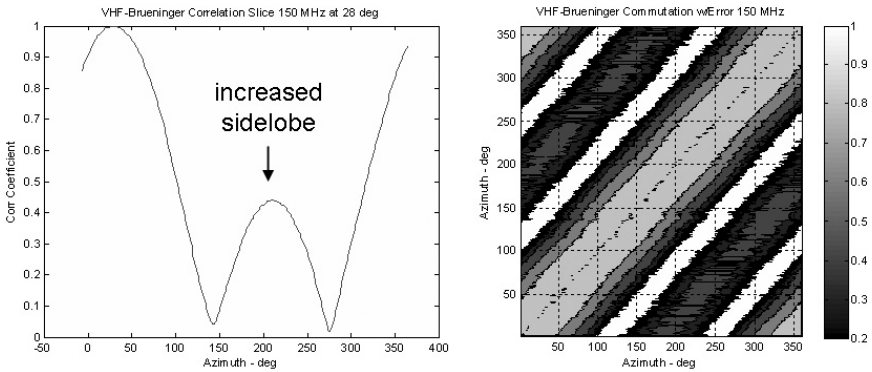 VHF-Brueninger Correlation Slice 150 MHz at 28 deg
1
0.9
0.8
0.7
0.6
0.5
0.4
0.3
0.2
0.1
0
Corr Coefficient
increased
sidelobe
-50 0 50 100 150 200 250 300 350 400
Azimuth - deg
VHF-Brueninger Commutation w/Error 150 MHz
350
300
250
200
150
100
50
Azimuth - deg
50 100 150 200 250 300 350
Azimuth - deg
1
0.9
0.8
0.7
0.6
0.5
0.4
0.3
0.2